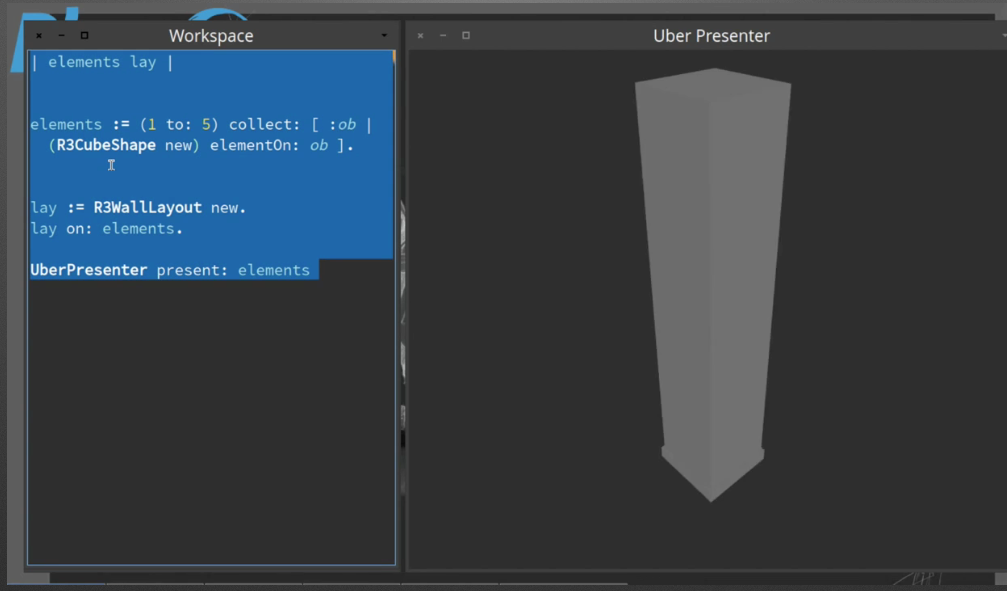 Workspace
| elements lay |
elements := (1 to: 5) collect: [ :ob |
(R3CubeShape new) elementOn: ob ].
lay := R3WallLayout new.
lay on: elements.
UberPresenter present: elements
Uber Presenter